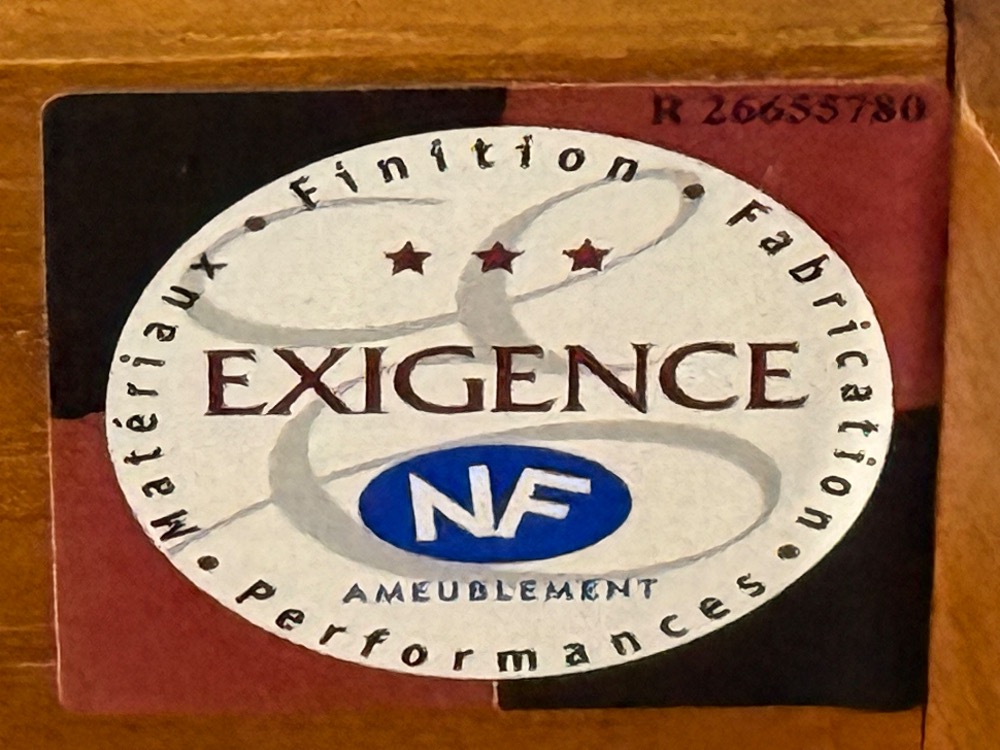 R 26655780
Matériaux • Finition • Fabrication • Performances •
EXIGENCE
NF
AMEUBLEMENT